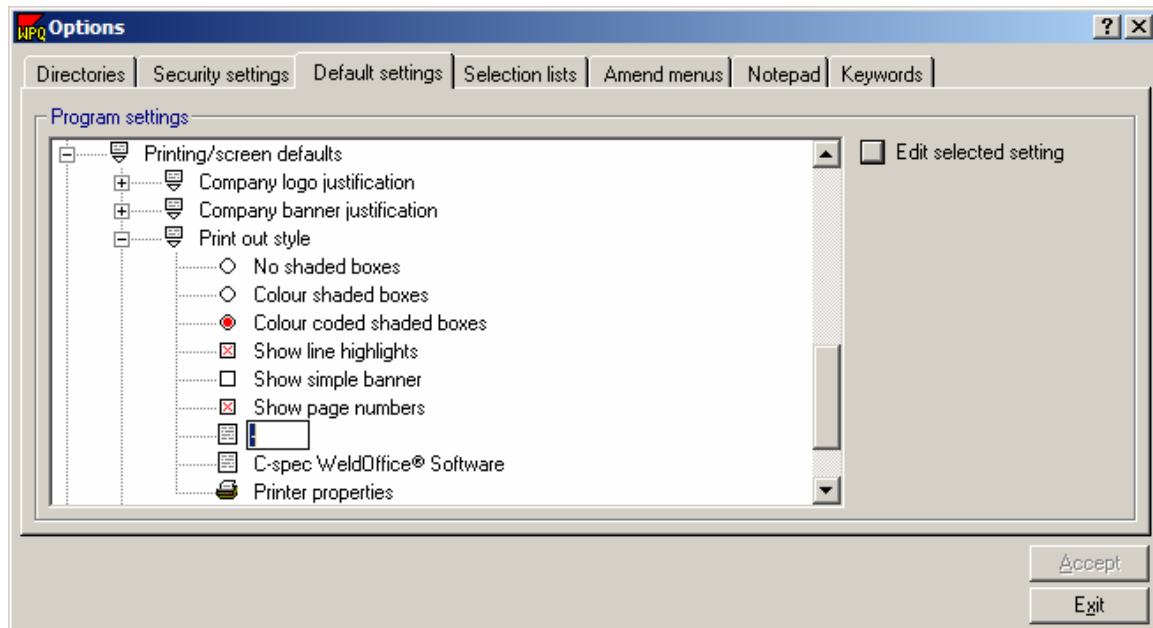 WPQ Options
Directories Security settings Default settings Selection lists Amend menus Notepad Keywords
Program settings
Printing/screen defaults
Edit selected setting
Company logo justification
Company banner justification
Print out style
No shaded boxes
Colour shaded boxes
Colour coded shaded boxes
Show line highlights
Show simple banner
Show page numbers
-
C-spec WeldOffice® Software
Printer properties
Accept
Exit